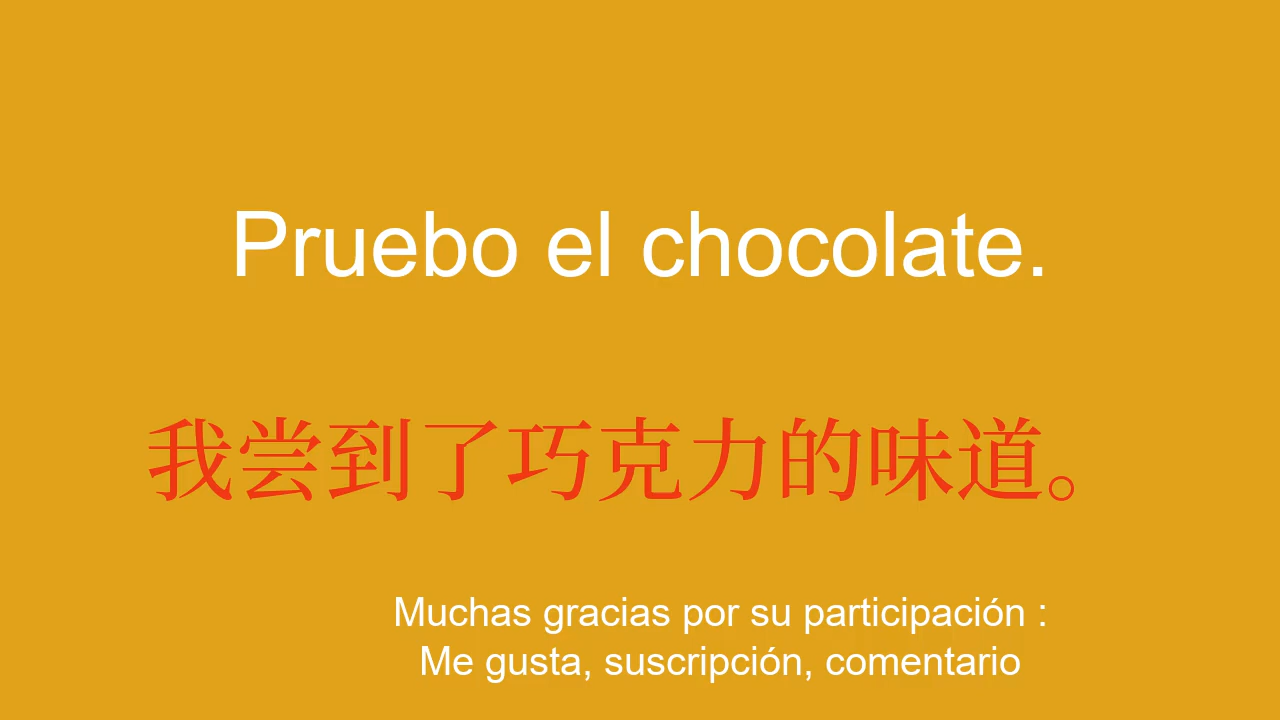 Pruebo el chocolate.
我尝到了巧克力的味道。
Muchas gracias por su participación :
Me gusta, suscripción, comentario